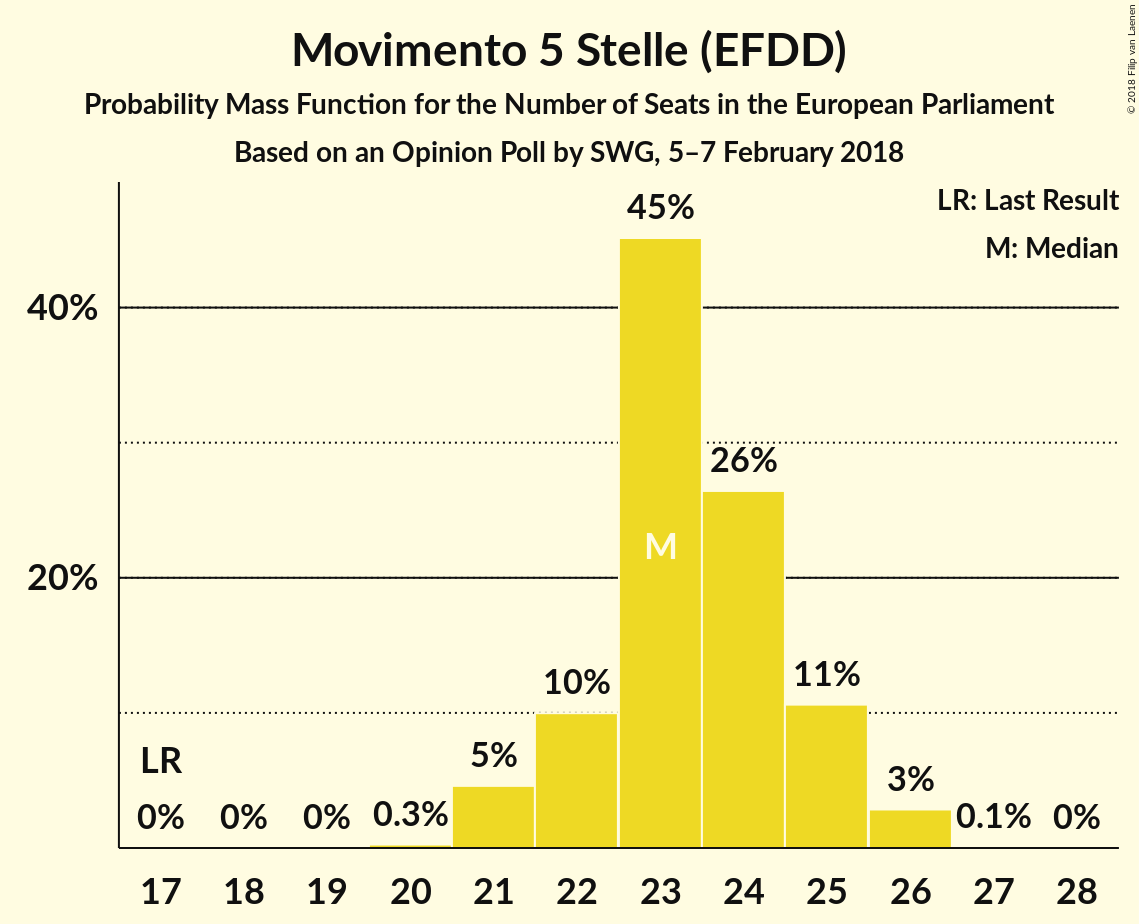 Movimento 5 Stelle (EFDD)
Probability Mass Function for the Number of Seats in the European Parliament
Based on an Opinion Poll by SWG, 5–7 February 2018
© 2018 Filip van Laenen
LR: Last Result
M: Median
45%
40%
26%
M
20%
11%
10%
LR
5%
3%
0% 0% 0% 0.3% 0.1% 0%
17 18 19 20 21 22 23 24 25 26 27 28